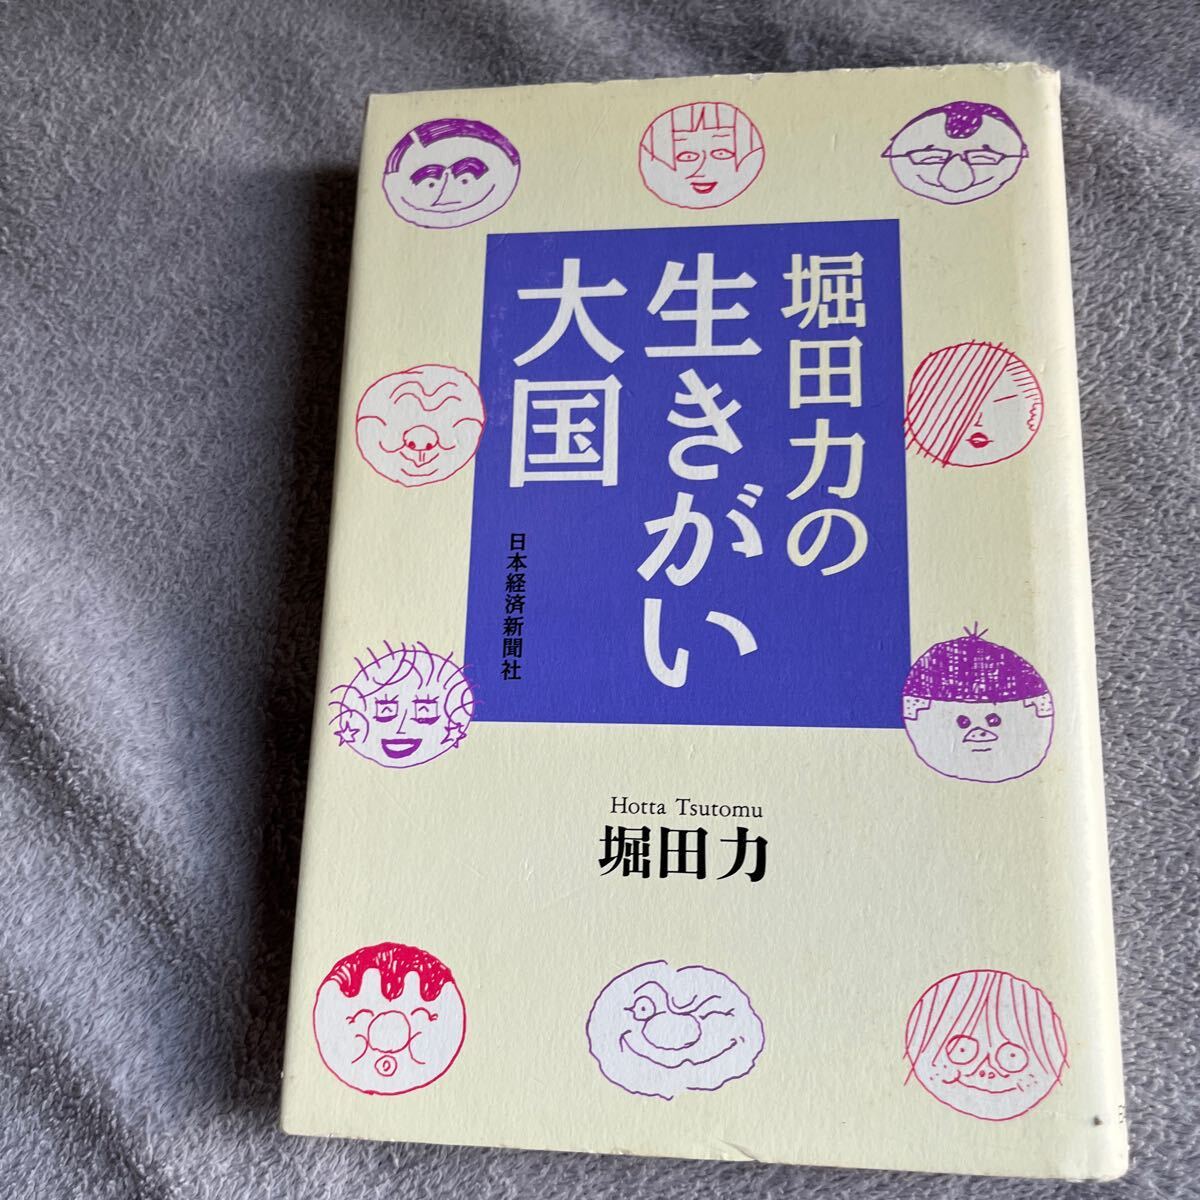 堀田力の
生きがい
大国
日本経済新聞社
Hotta Tsutomu
堀田力